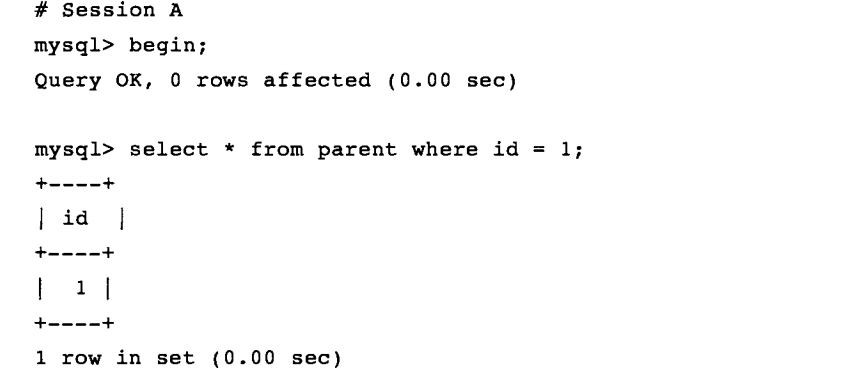 # Session A
mysql> begin;
Query OK, 0 rows affected (0.00 sec)
mysql> select * from parent where id = 1;
+----+
| id |
+----+
| 1 |
+----+
1 row in set (0.00 sec)